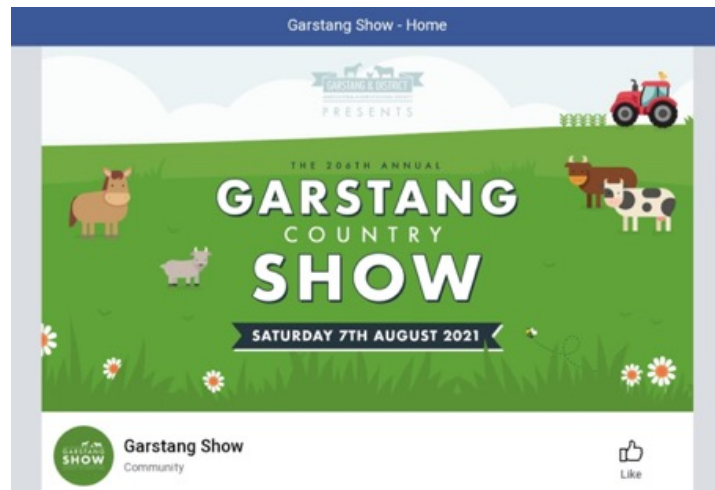 Garstang Show - Home
GARSTANG & DISTRICT
PRESENTS
THE 206TH ANNUAL
GARSTANG
COUNTRY
SHOW
SATURDAY 7TH AUGUST 2021
GARSTANG
SHOW
Garstang Show
Community
Like